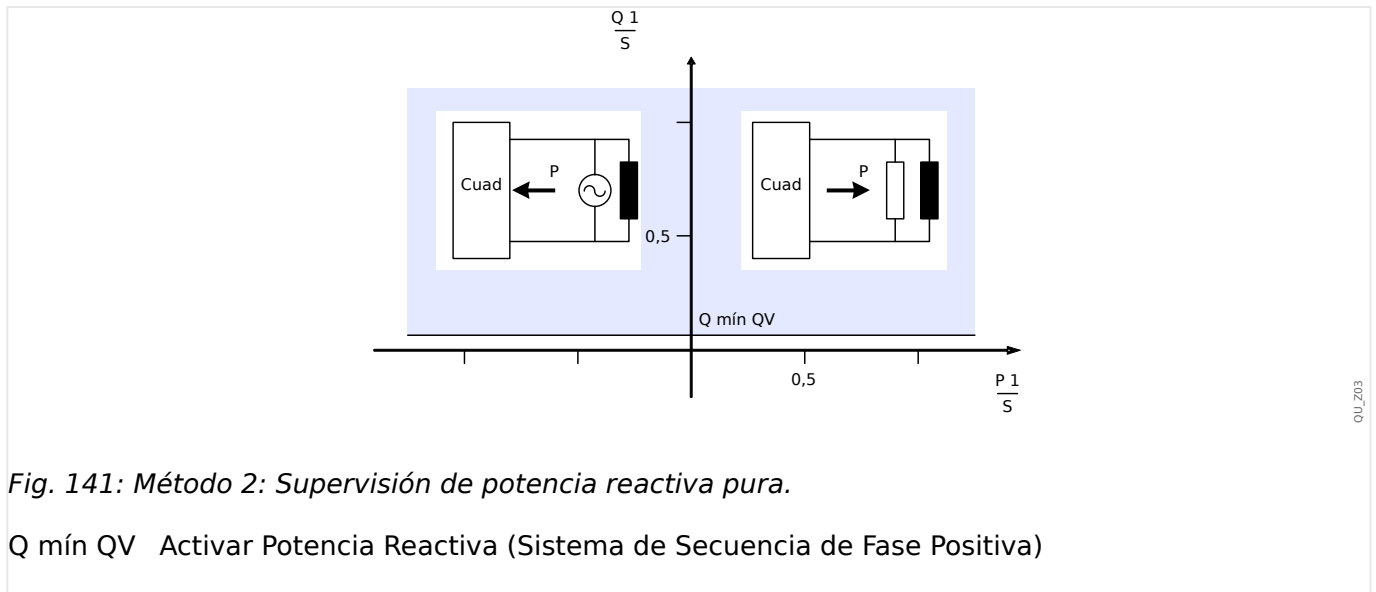 Q 1
S
Cuad
P
Cuad
P
0,5
Q mín QV
0,5
P 1
S
QU_Z03
Fig. 141: Método 2: Supervisión de potencia reactiva pura.
Q mín QV Activar Potencia Reactiva (Sistema de Secuencia de Fase Positiva)